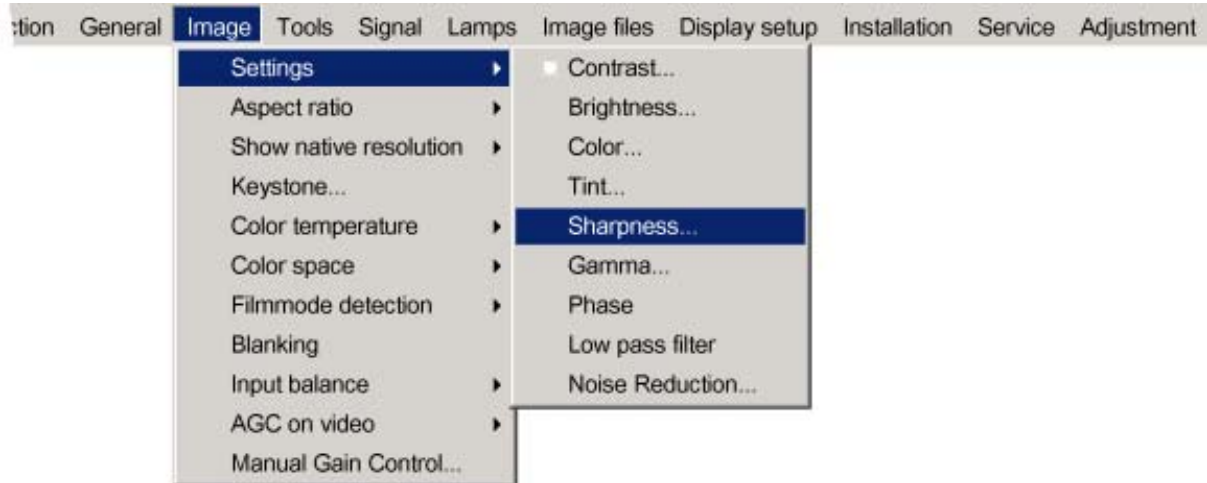 ction General Image Tools Signal Lamps Image files Display setup Installation Service Adjustment
Settings
Aspect ratio
Show native resolution
Keystone...
Color temperature
Color space
Filmmode detection
Blanking
Input balance
AGC on video
Manual Gain Control...
Contrast...
Brightness...
Color...
Tint...
Sharpness...
Gamma...
Phase
Low pass filter
Noise Reduction...